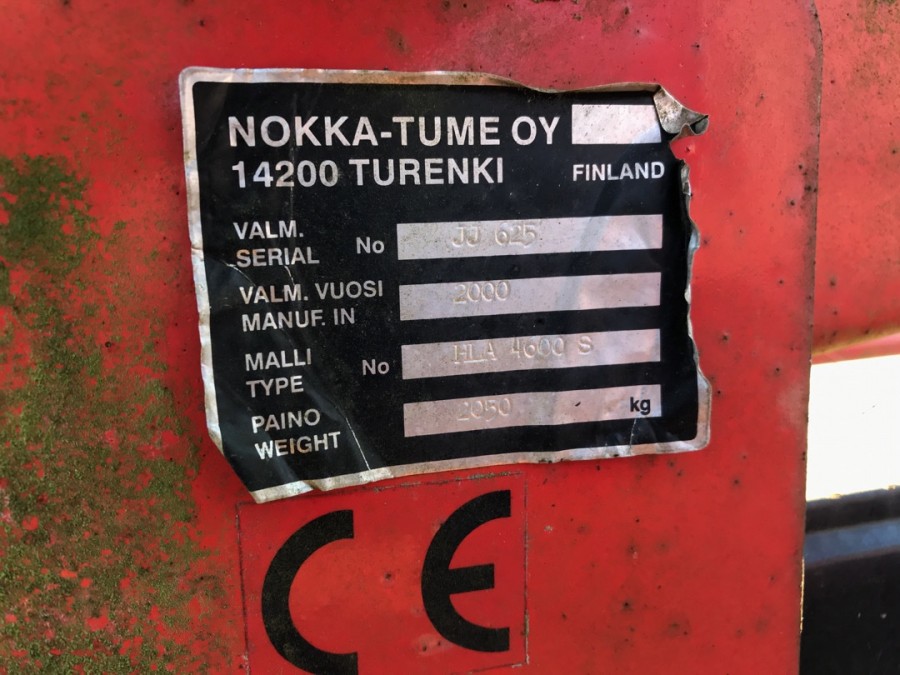 NOKKA-TUME OY
14200 TURENKI FINLAND
VALM.
SERIAL No JJ 625
VALM. VUOSI
MANUF. IN 2000
MALLI
TYPE No HLA 4600 S
PAINO
WEIGHT 2050 kg
CE